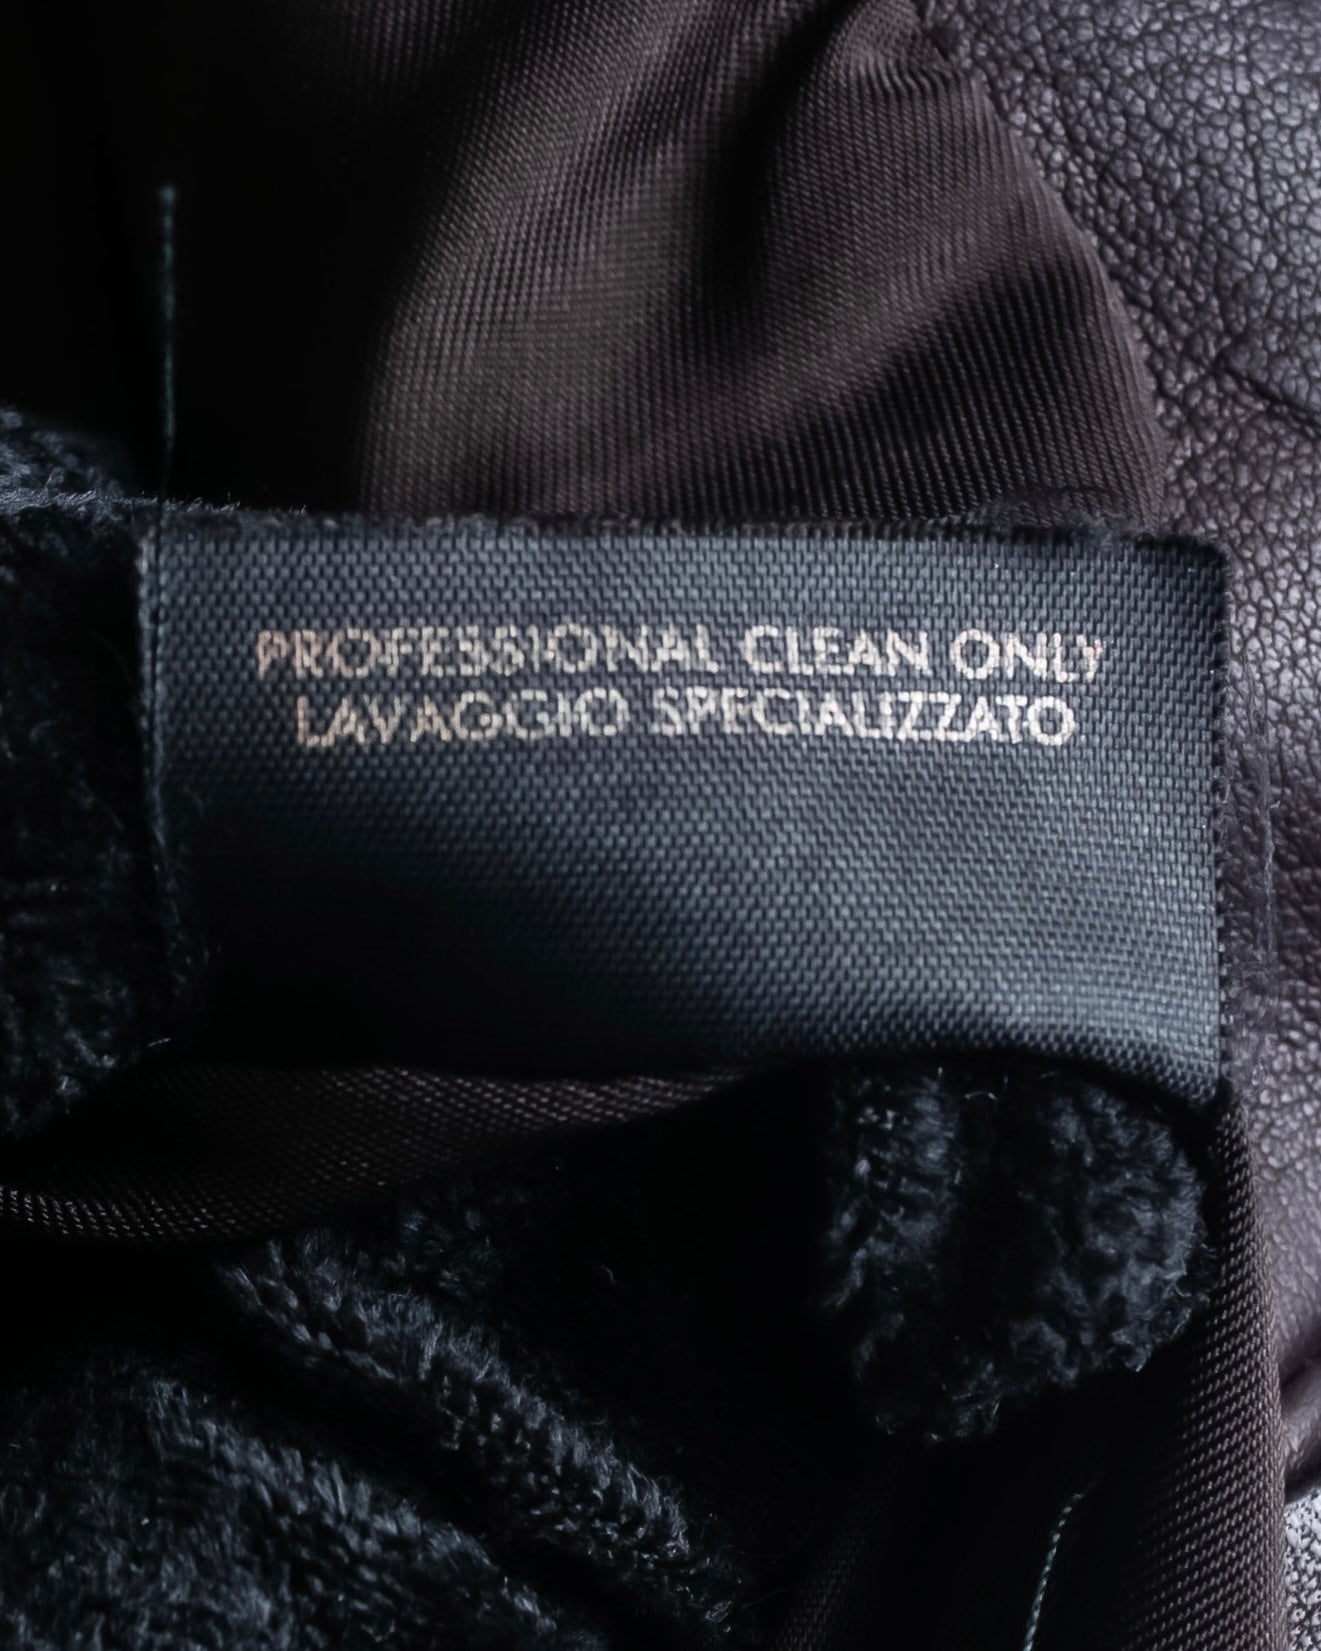 PROFESSIONAL CLEAN ONLY
LAVAGGIO SPECIALIZZATO